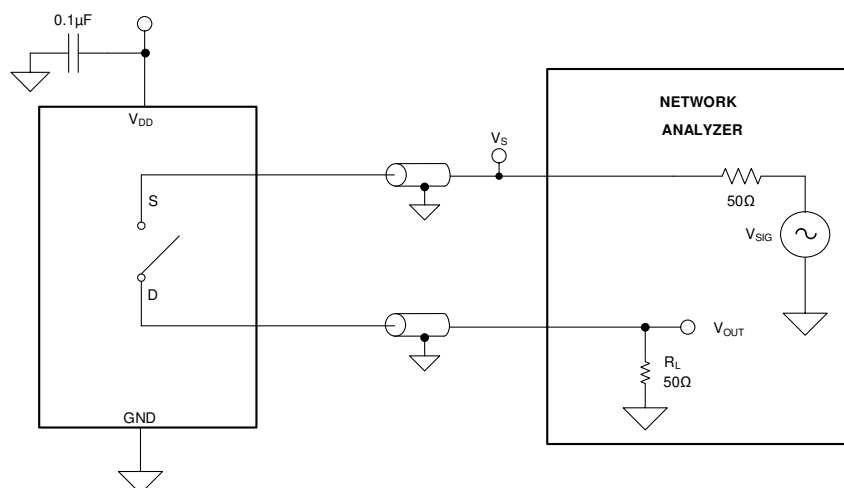 0.1µF
V_DD
NETWORK
ANALYZER
V_S
S
50Ω
V_SIG
D
V_OUT
R_L
50Ω
GND